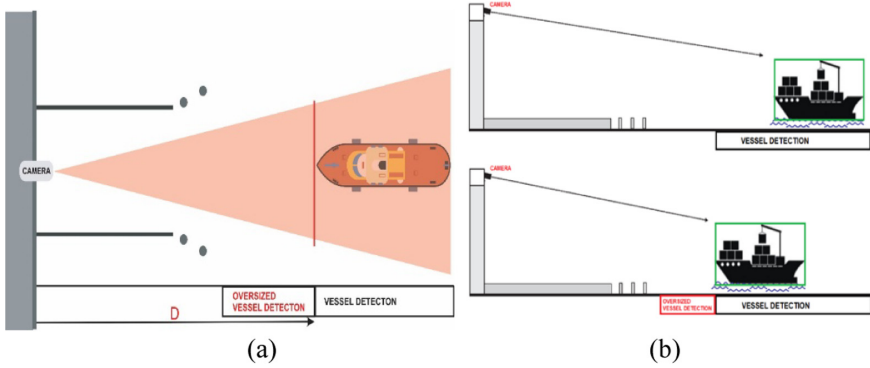 CAMERA
OVERSIZED
VESSEL DETECTON
VESSEL DETECTON
D
(a)
CAMERA
VESSEL DETECTION
CAMERA
OVERSIZED
VESSEL DETECTION
VESSEL DETECTION
(b)